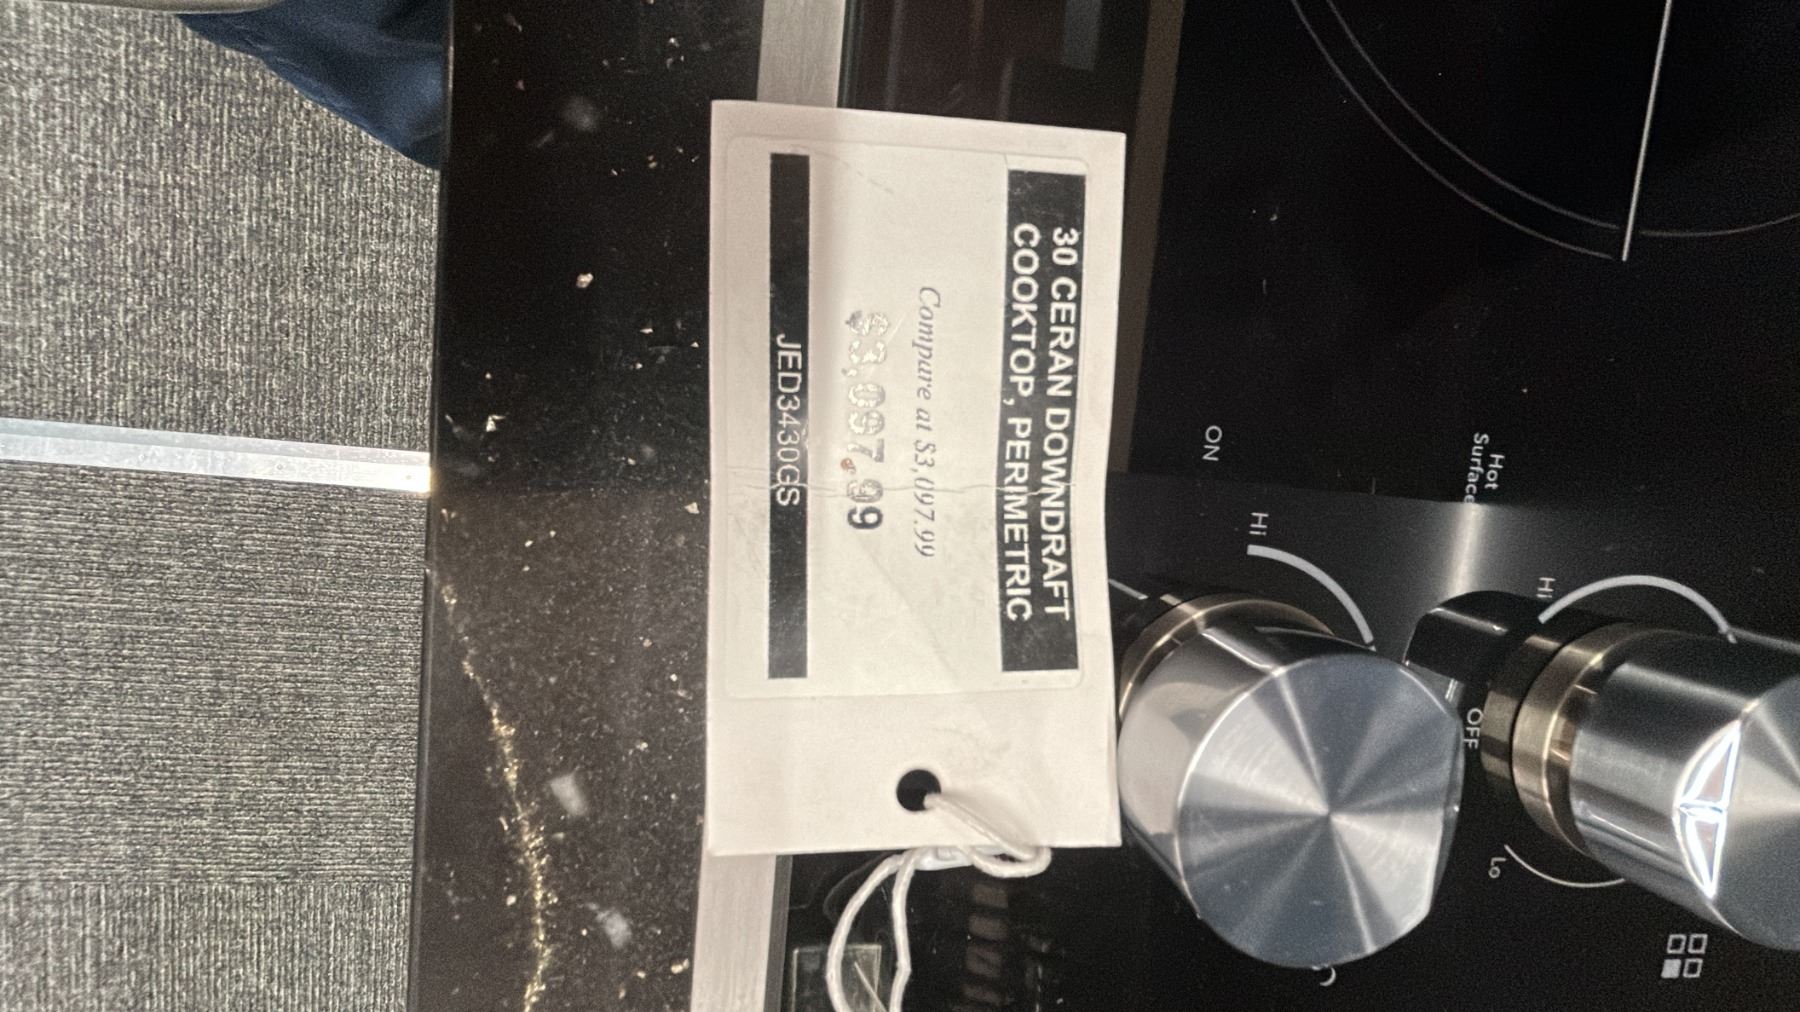 30 CERAN DOWNDRAFT
COOKTOP, PERIMETRIC
Compare at $3,097.99
$3,097.99
JED3430GS
ON
Hot
Surface
Hi
Hi
OFF
Lo